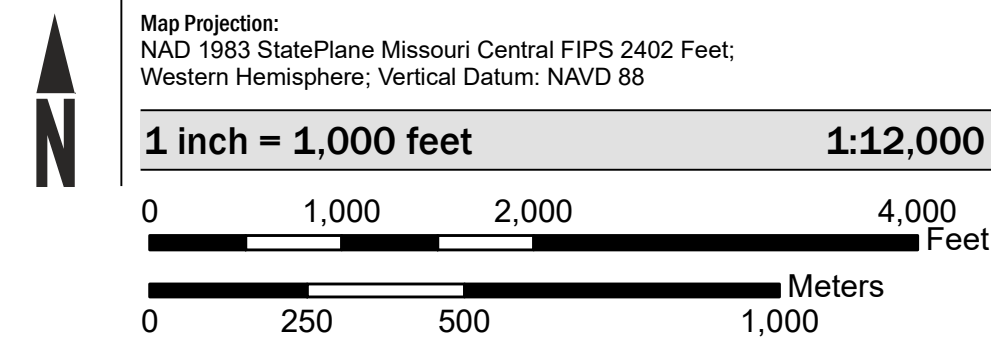 N
Map Projection:
NAD 1983 StatePlane Missouri Central FIPS 2402 Feet;
Western Hemisphere; Vertical Datum: NAVD 88
1 inch = 1,000 feet 1:12,000
0 1,000 2,000 4,000
Feet
Meters
0 250 500 1,000